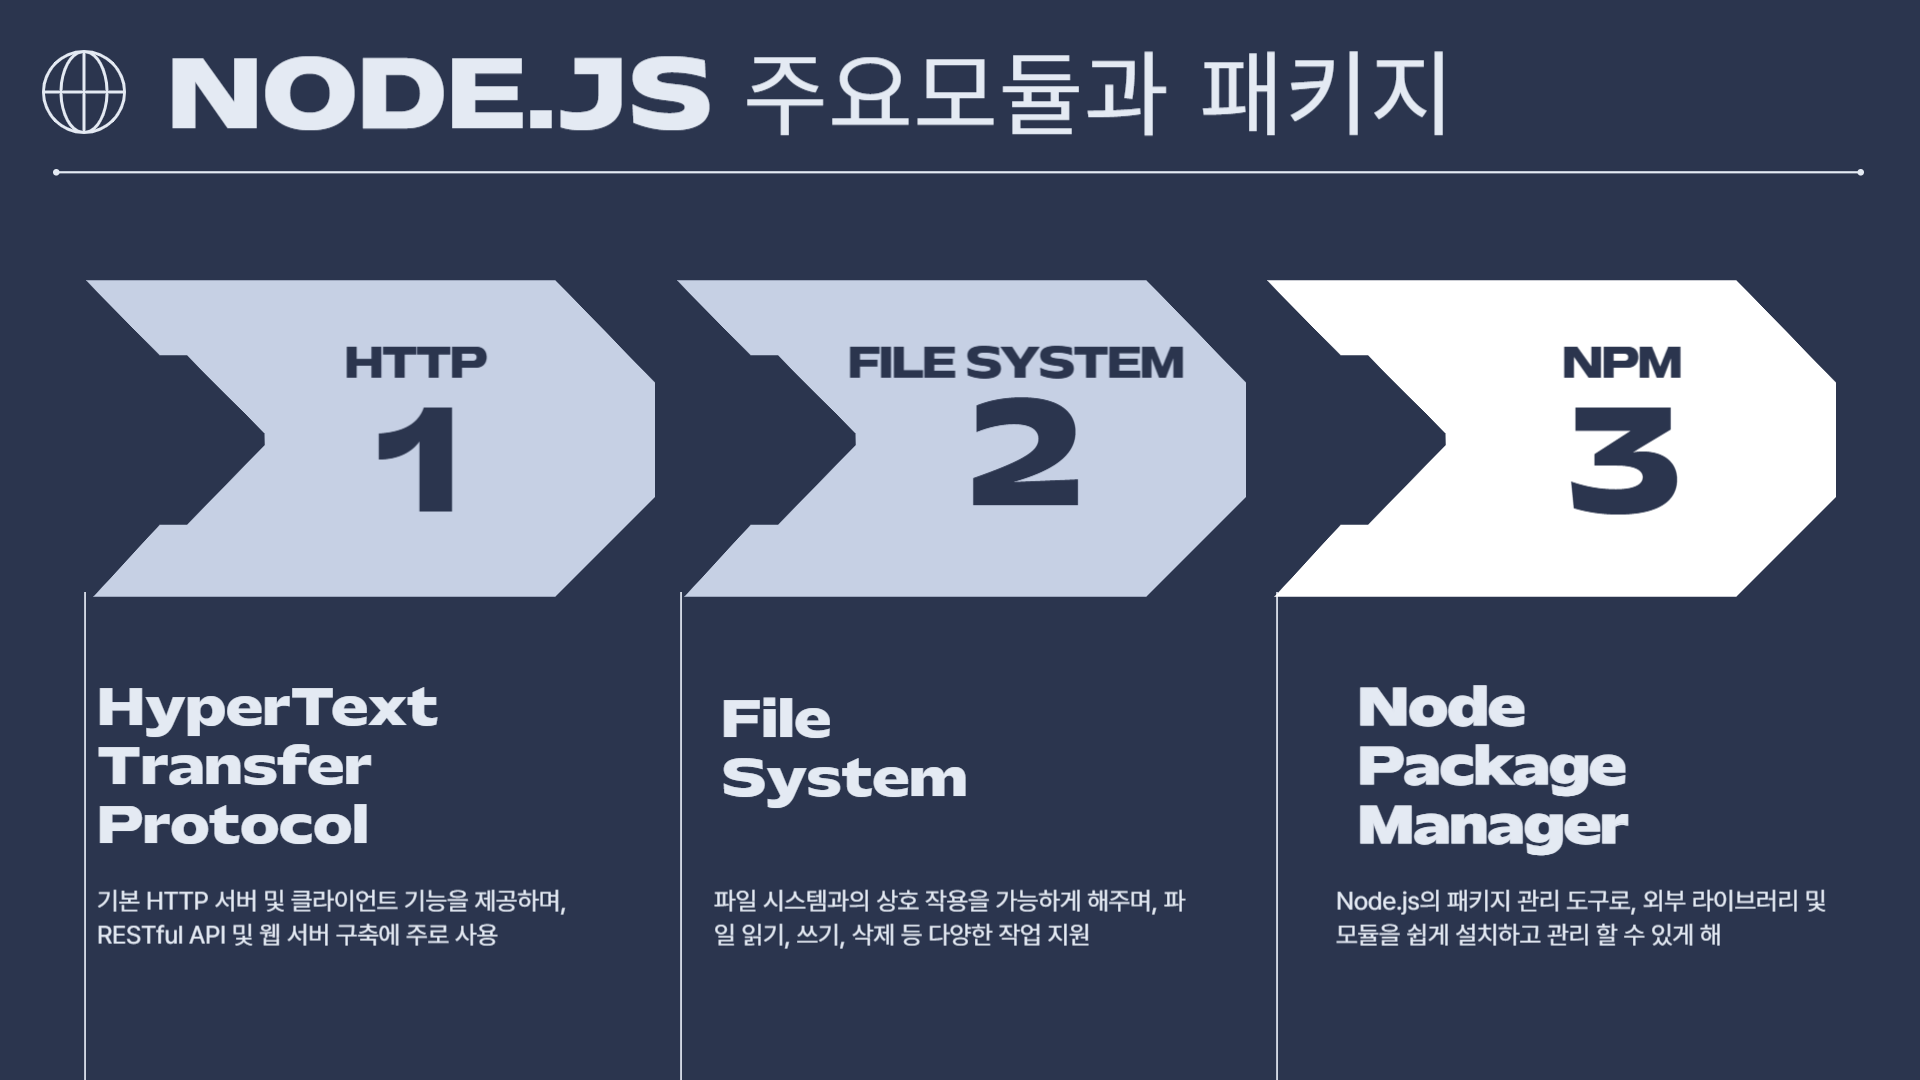 NODE.JS 주요모듈과 패키지
HTTP
1
FILE SYSTEM
2
NPM
3
HyperText
Transfer
Protocol
기본 HTTP 서버 및 클라이언트 기능을 제공하며,
RESTful API 및 웹 서버 구축에 주로 사용
File
System
파일 시스템과의 상호 작용을 가능하게 해주며, 파
일 읽기, 쓰기, 삭제 등 다양한 작업 지원
Node
Package
Manager
Node.js의 패키지 관리 도구로, 외부 라이브러리 및
모듈을 쉽게 설치하고 관리 할 수 있게 해